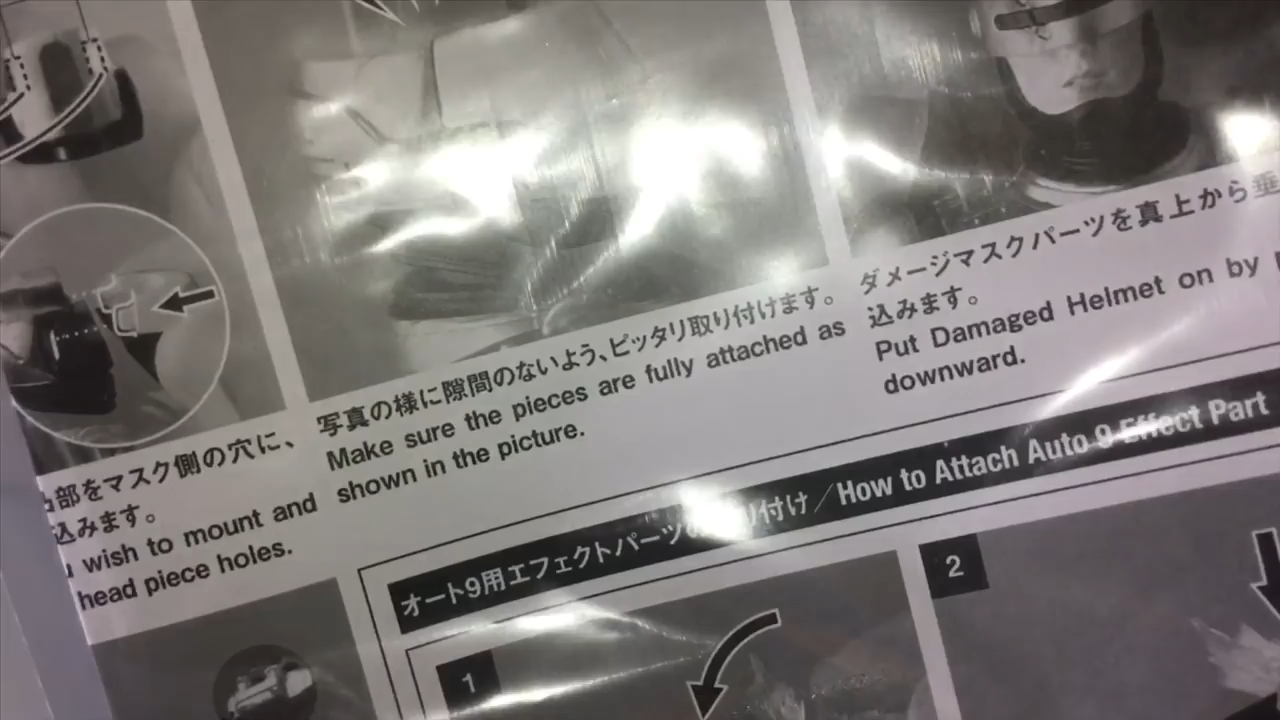 部をマスク側の穴に、
込みます。
wish to mount and
head piece holes.
写真の様に隙間のないよう、ピッタリ取り付けます。
Make sure the pieces are fully attached as
shown in the picture.
ダメージマスクパーツを真上から垂
込みます。
Put Damaged Helmet on by
downward.
オート9用エフェクトパーツの取り付け／How to Attach Auto 9 Effect Part
1
2